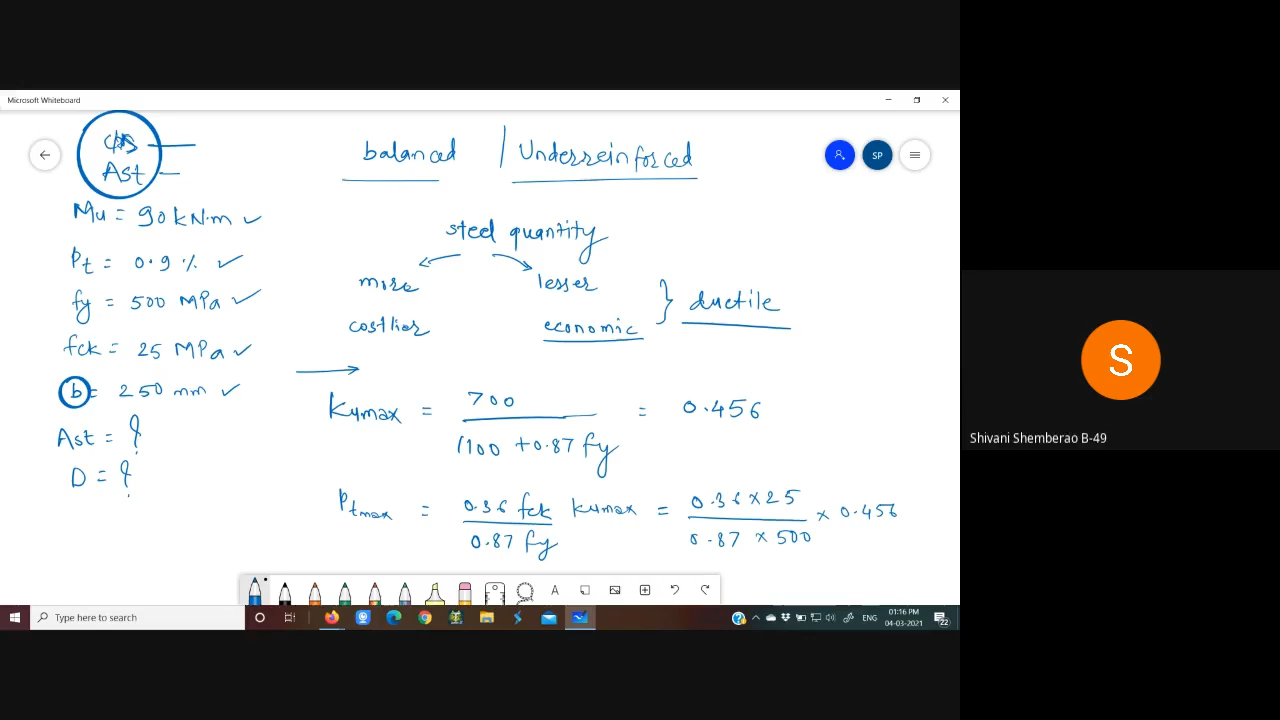 Microsoft Whiteboard
Ast
balanced / Underreinforced
Mu = 90 kN.m ✓
steel quantity
Pt = 0.9 % ✓
more lesser
} ductile
fy = 500 MPa ✓
costlier economic
fck = 25 MPa ✓
b = 250 mm ✓
Kumax = 700 / 1100 + 0.87 fy = 0.456
Ast = ?
D = ?
Ptmax = 0.36 fck / 0.87 fy Kumax = 0.36 × 25 / 0.87 × 500 × 0.456
SP
S
Shivani Shemberao B-49
A
Type here to search
ENG
01:16 PM
04-03-2021
22